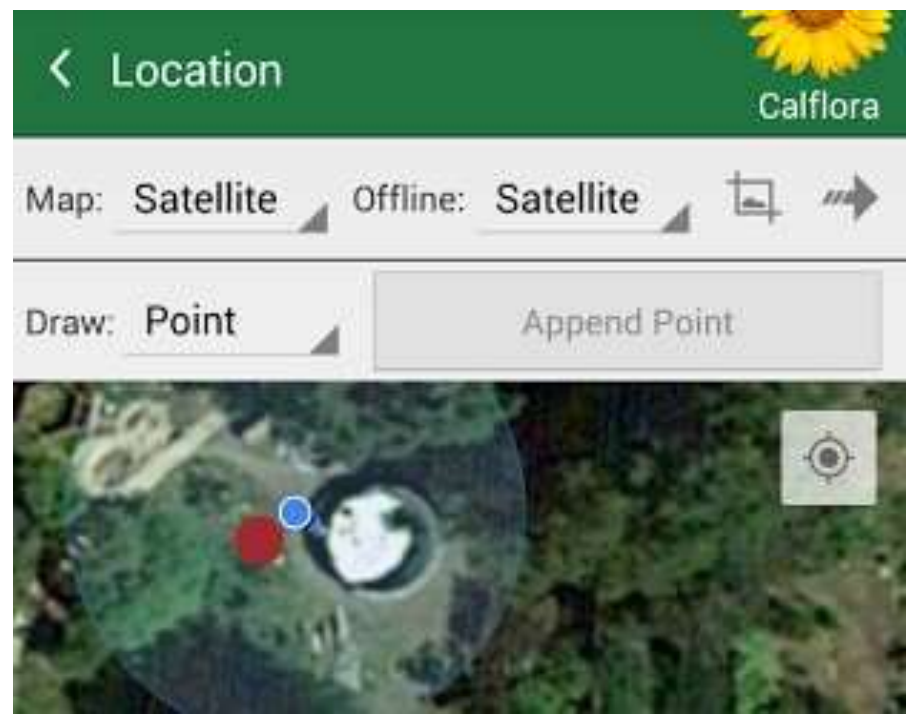 Location
Calflora
Map: Satellite Offline: Satellite
Draw: Point Append Point